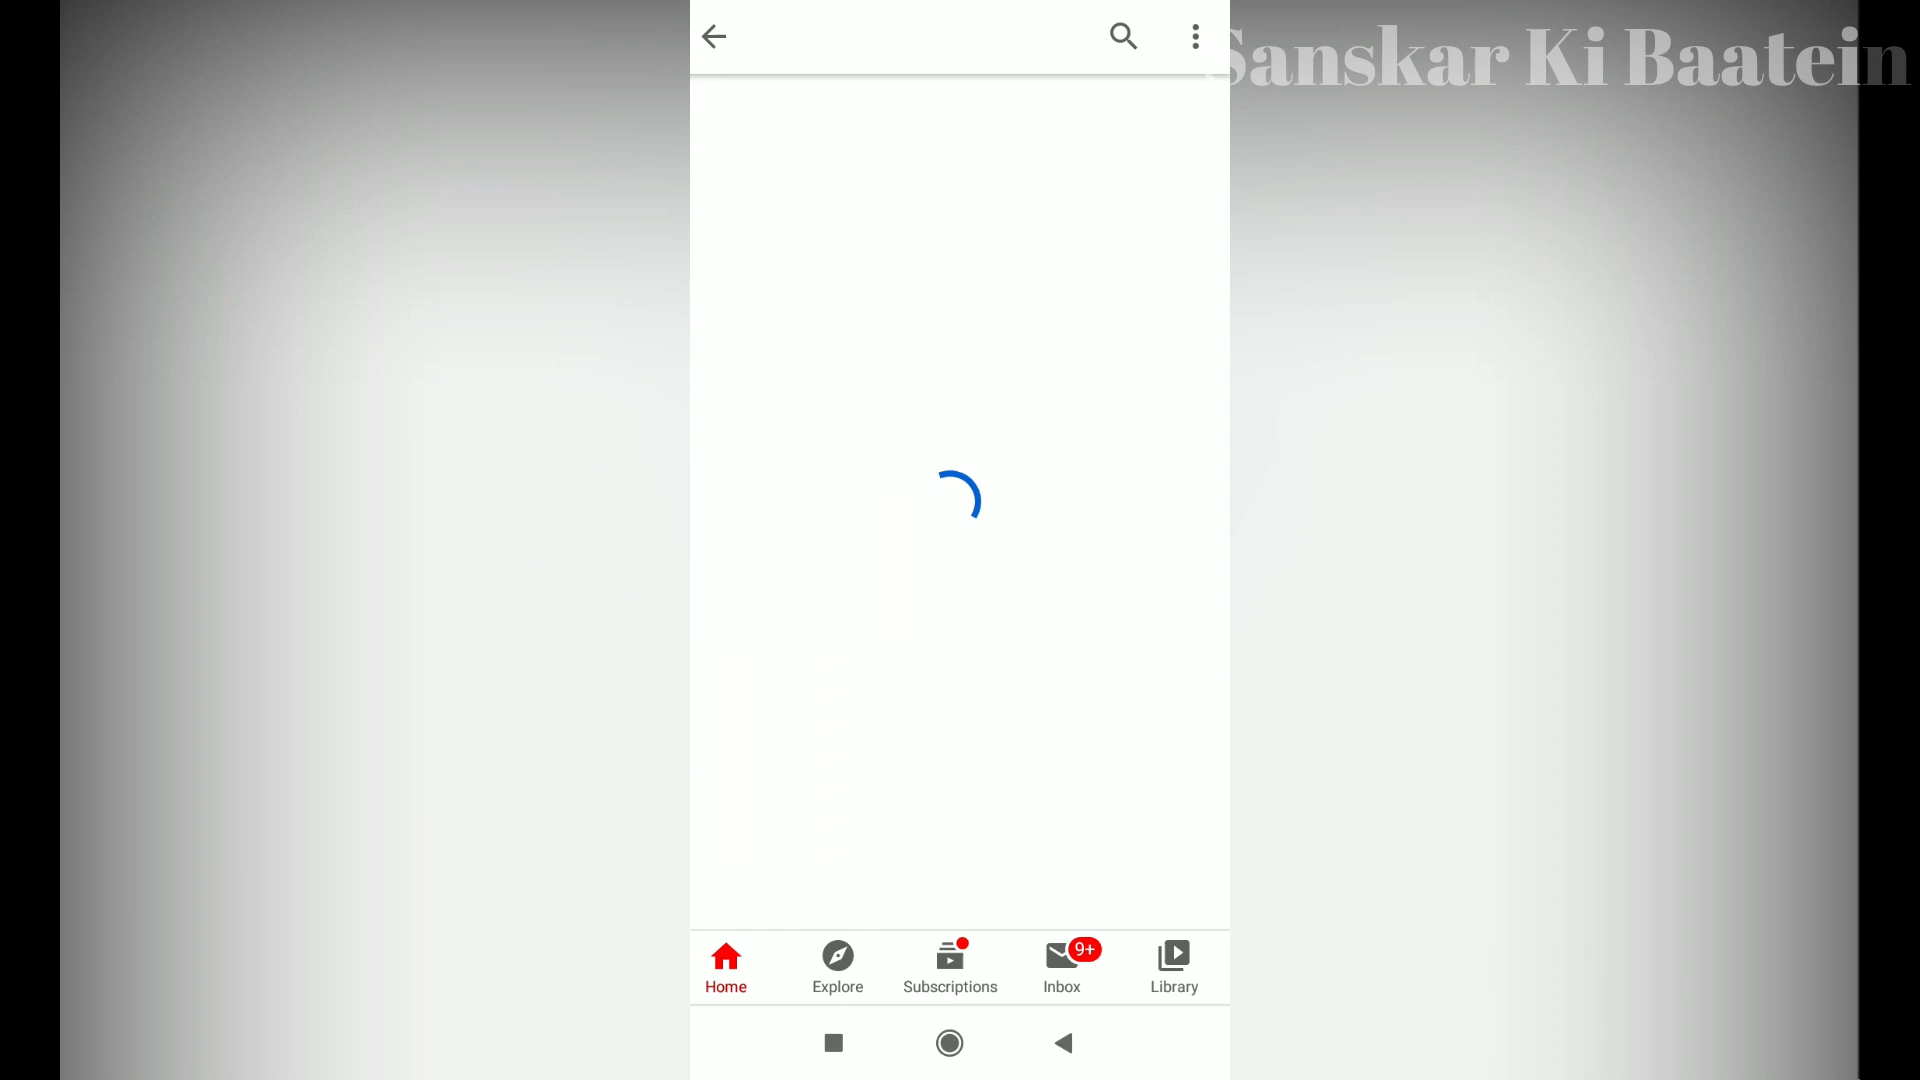 Sanskar Ki Baatein
Home
Explore
Subscriptions
9+
Inbox
Library